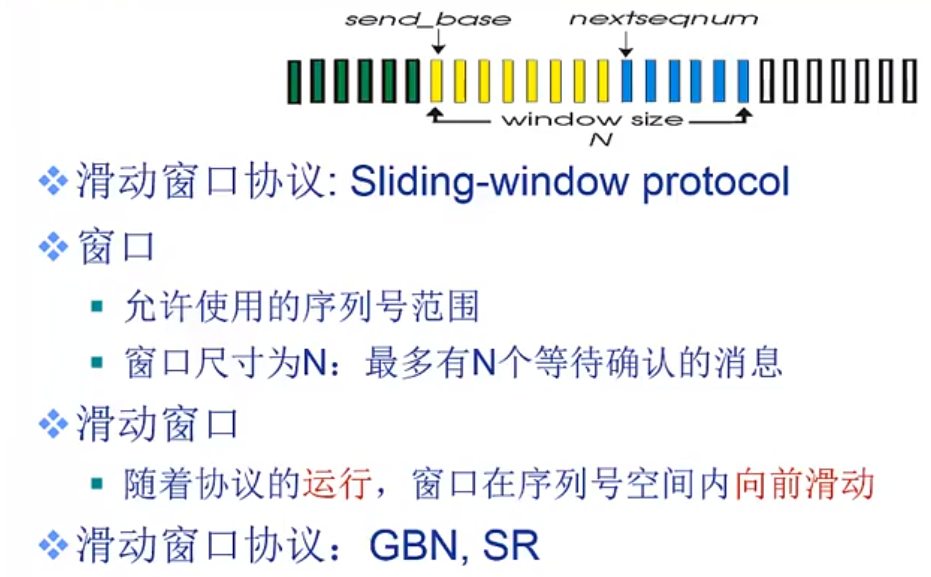 send_base nextseqnum
window size
N
滑动窗口协议: Sliding-window protocol
窗口
允许使用的序列号范围
窗口尺寸为N：最多有N个等待确认的消息
滑动窗口
随着协议的运行，窗口在序列号空间内向前滑动
滑动窗口协议：GBN, SR